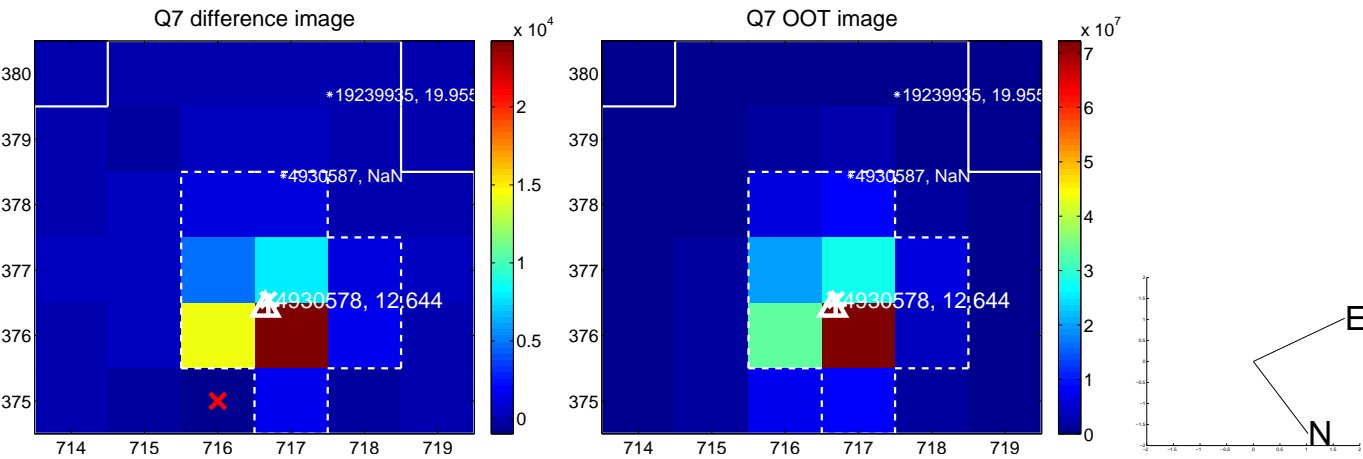 Q7 difference image
x 10^4
380
379
378
377
376
375
714 715 716 717 718 719
*19239935, 19.955
*4930587, NaN
4930578, 12.644
2
1.5
1
0.5
0
Q7 OOT image
x 10^7
380
379
378
377
376
375
714 715 716 717 718 719
*19239935, 19.955
*4930587, NaN
4930578, 12.644
7
6
5
4
3
2
1
0
E
N